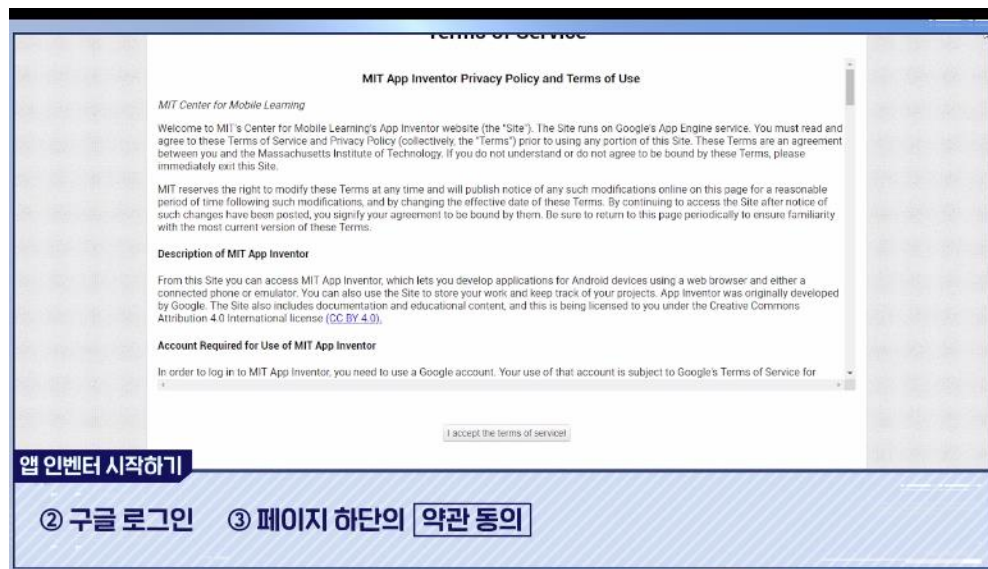 Terms of Service
MIT App Inventor Privacy Policy and Terms of Use
MIT Center for Mobile Learning
Welcome to MIT's Center for Mobile Learning's App Inventor website (the "Site"). The Site runs on Google's App Engine service. You must read and
agree to these Terms of Service and Privacy Policy (collectively, the "Terms") prior to using any portion of this Site. These Terms are an agreement
between you and the Massachusetts Institute of Technology. If you do not understand or do not agree to be bound by these Terms, please
immediately exit this Site.
MIT reserves the right to modify these Terms at any time and will publish notice of any such modifications online on this page for a reasonable
period of time following such modifications, and by changing the effective date of these Terms. By continuing to access the Site after notice of
such changes have been posted, you signify your agreement to be bound by them. Be sure to return to this page periodically to ensure familiarity
with the most current version of these Terms.
Description of MIT App Inventor
From this Site you can access MIT App Inventor, which lets you develop applications for Android devices using a web browser and either a
connected phone or emulator. You can also use the Site to store your work and keep track of your projects. App Inventor was originally developed
by Google. The Site also includes documentation and educational content, and this is being licensed to you under the Creative Commons
Attribution 4.0 International license (CC BY 4.0).
Account Required for Use of MIT App Inventor
In order to log in to MIT App Inventor, you need to use a Google account. Your use of that account is subject to Google's Terms of Service for
I accept the terms of service!
앱 인벤터 시작하기
② 구글 로그인 ③ 페이지 하단의 약관 동의